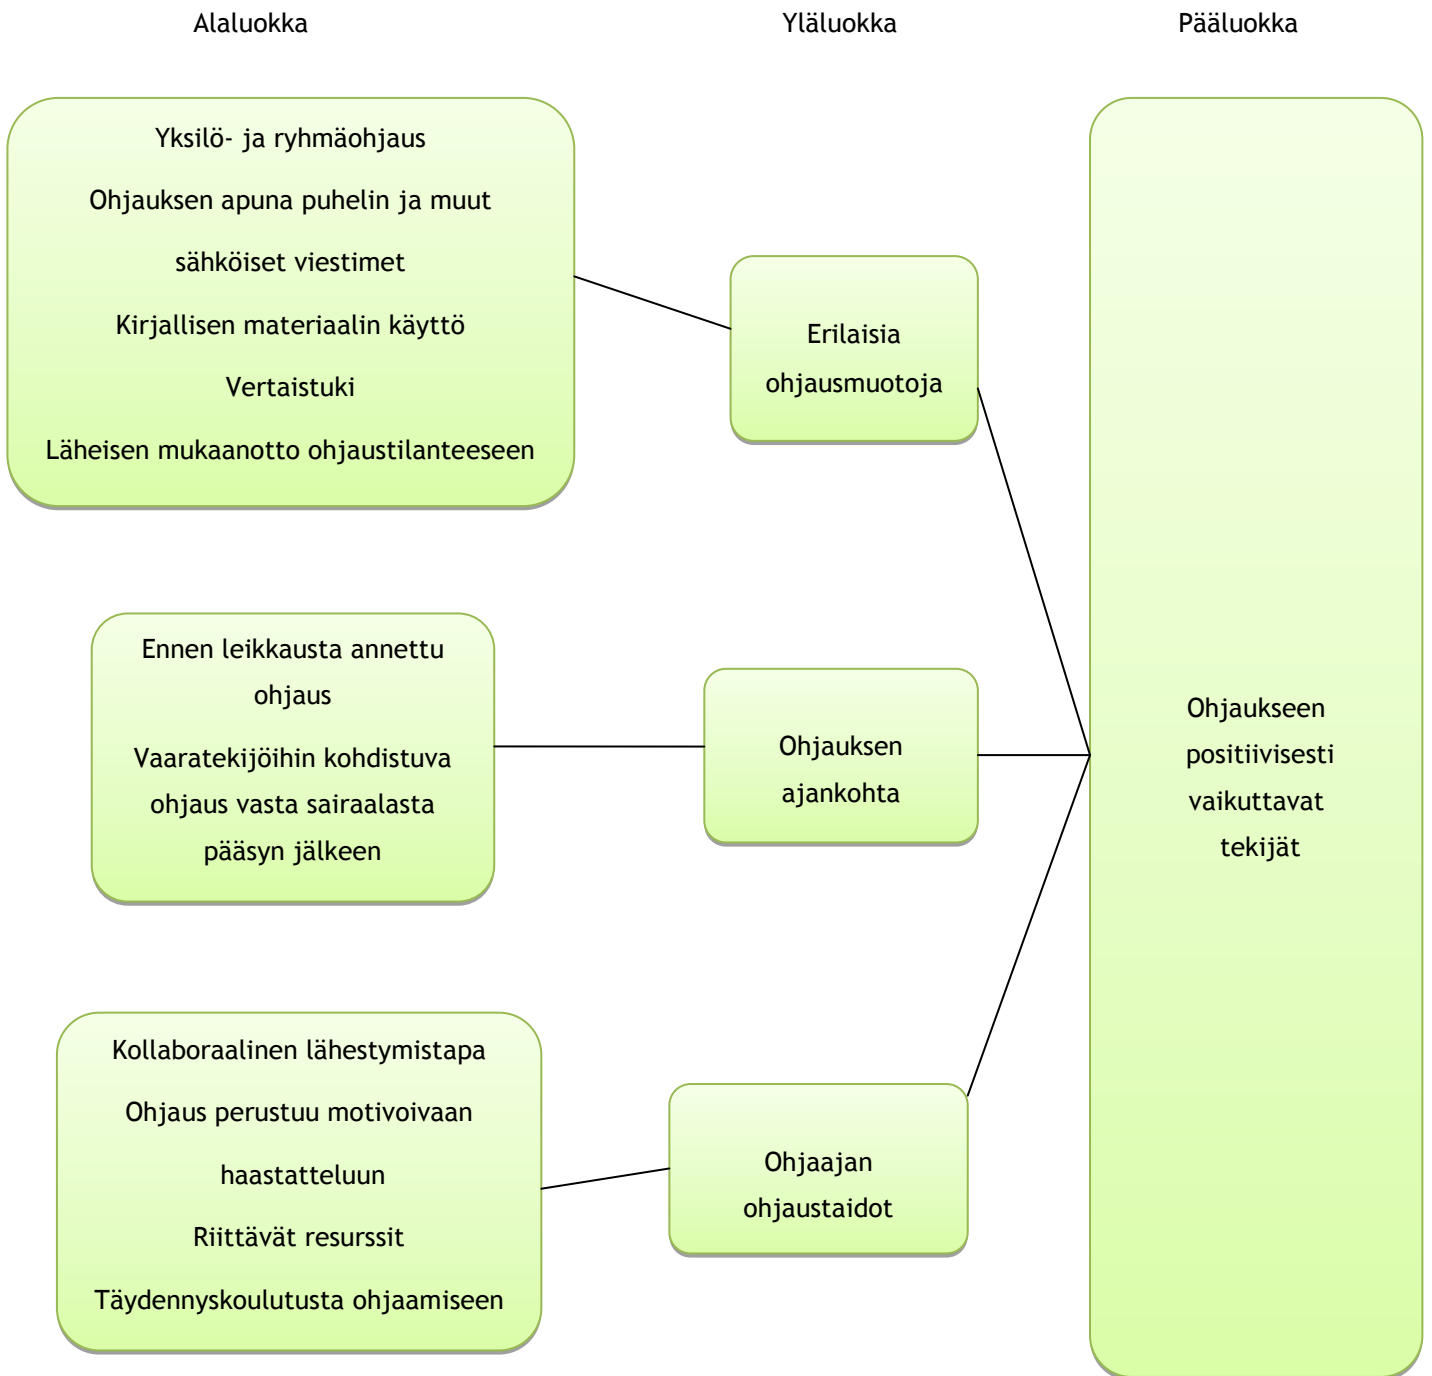 Alaluokka
Yläluokka
Pääluokka
Yksilö- ja ryhmäohjaus
Ohjauksen apuna puhelin ja muut
sähköiset viestimet
Kirjallisen materiaalin käyttö
Vertaistuki
Läheisen mukaanotto ohjaustilanteeseen
Erilaisia
ohjausmuotoja
Ennen leikkausta annettu
ohjaus
Vaaratekijöihin kohdistuva
ohjaus vasta sairaalasta
pääsyn jälkeen
Ohjauksen
ajankohta
Kollaboraalinen lähestymistapa
Ohjaus perustuu motivoivaan
haastatteluun
Riittävät resurssit
Täydennyskoulutusta ohjaamiseen
Ohjaajan
ohjaustaidot
Ohjaukseen
positiivisesti
vaikuttavat
tekijät